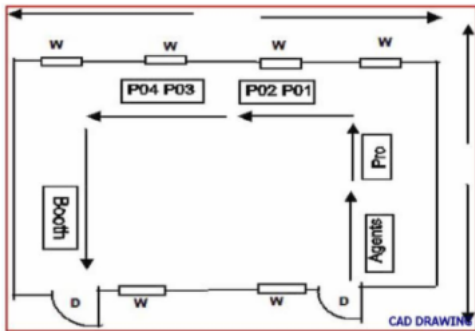 W W W W
P04 P03 P02 P01
Pro
Booth
Agents
D W W D
CAD DRAWING